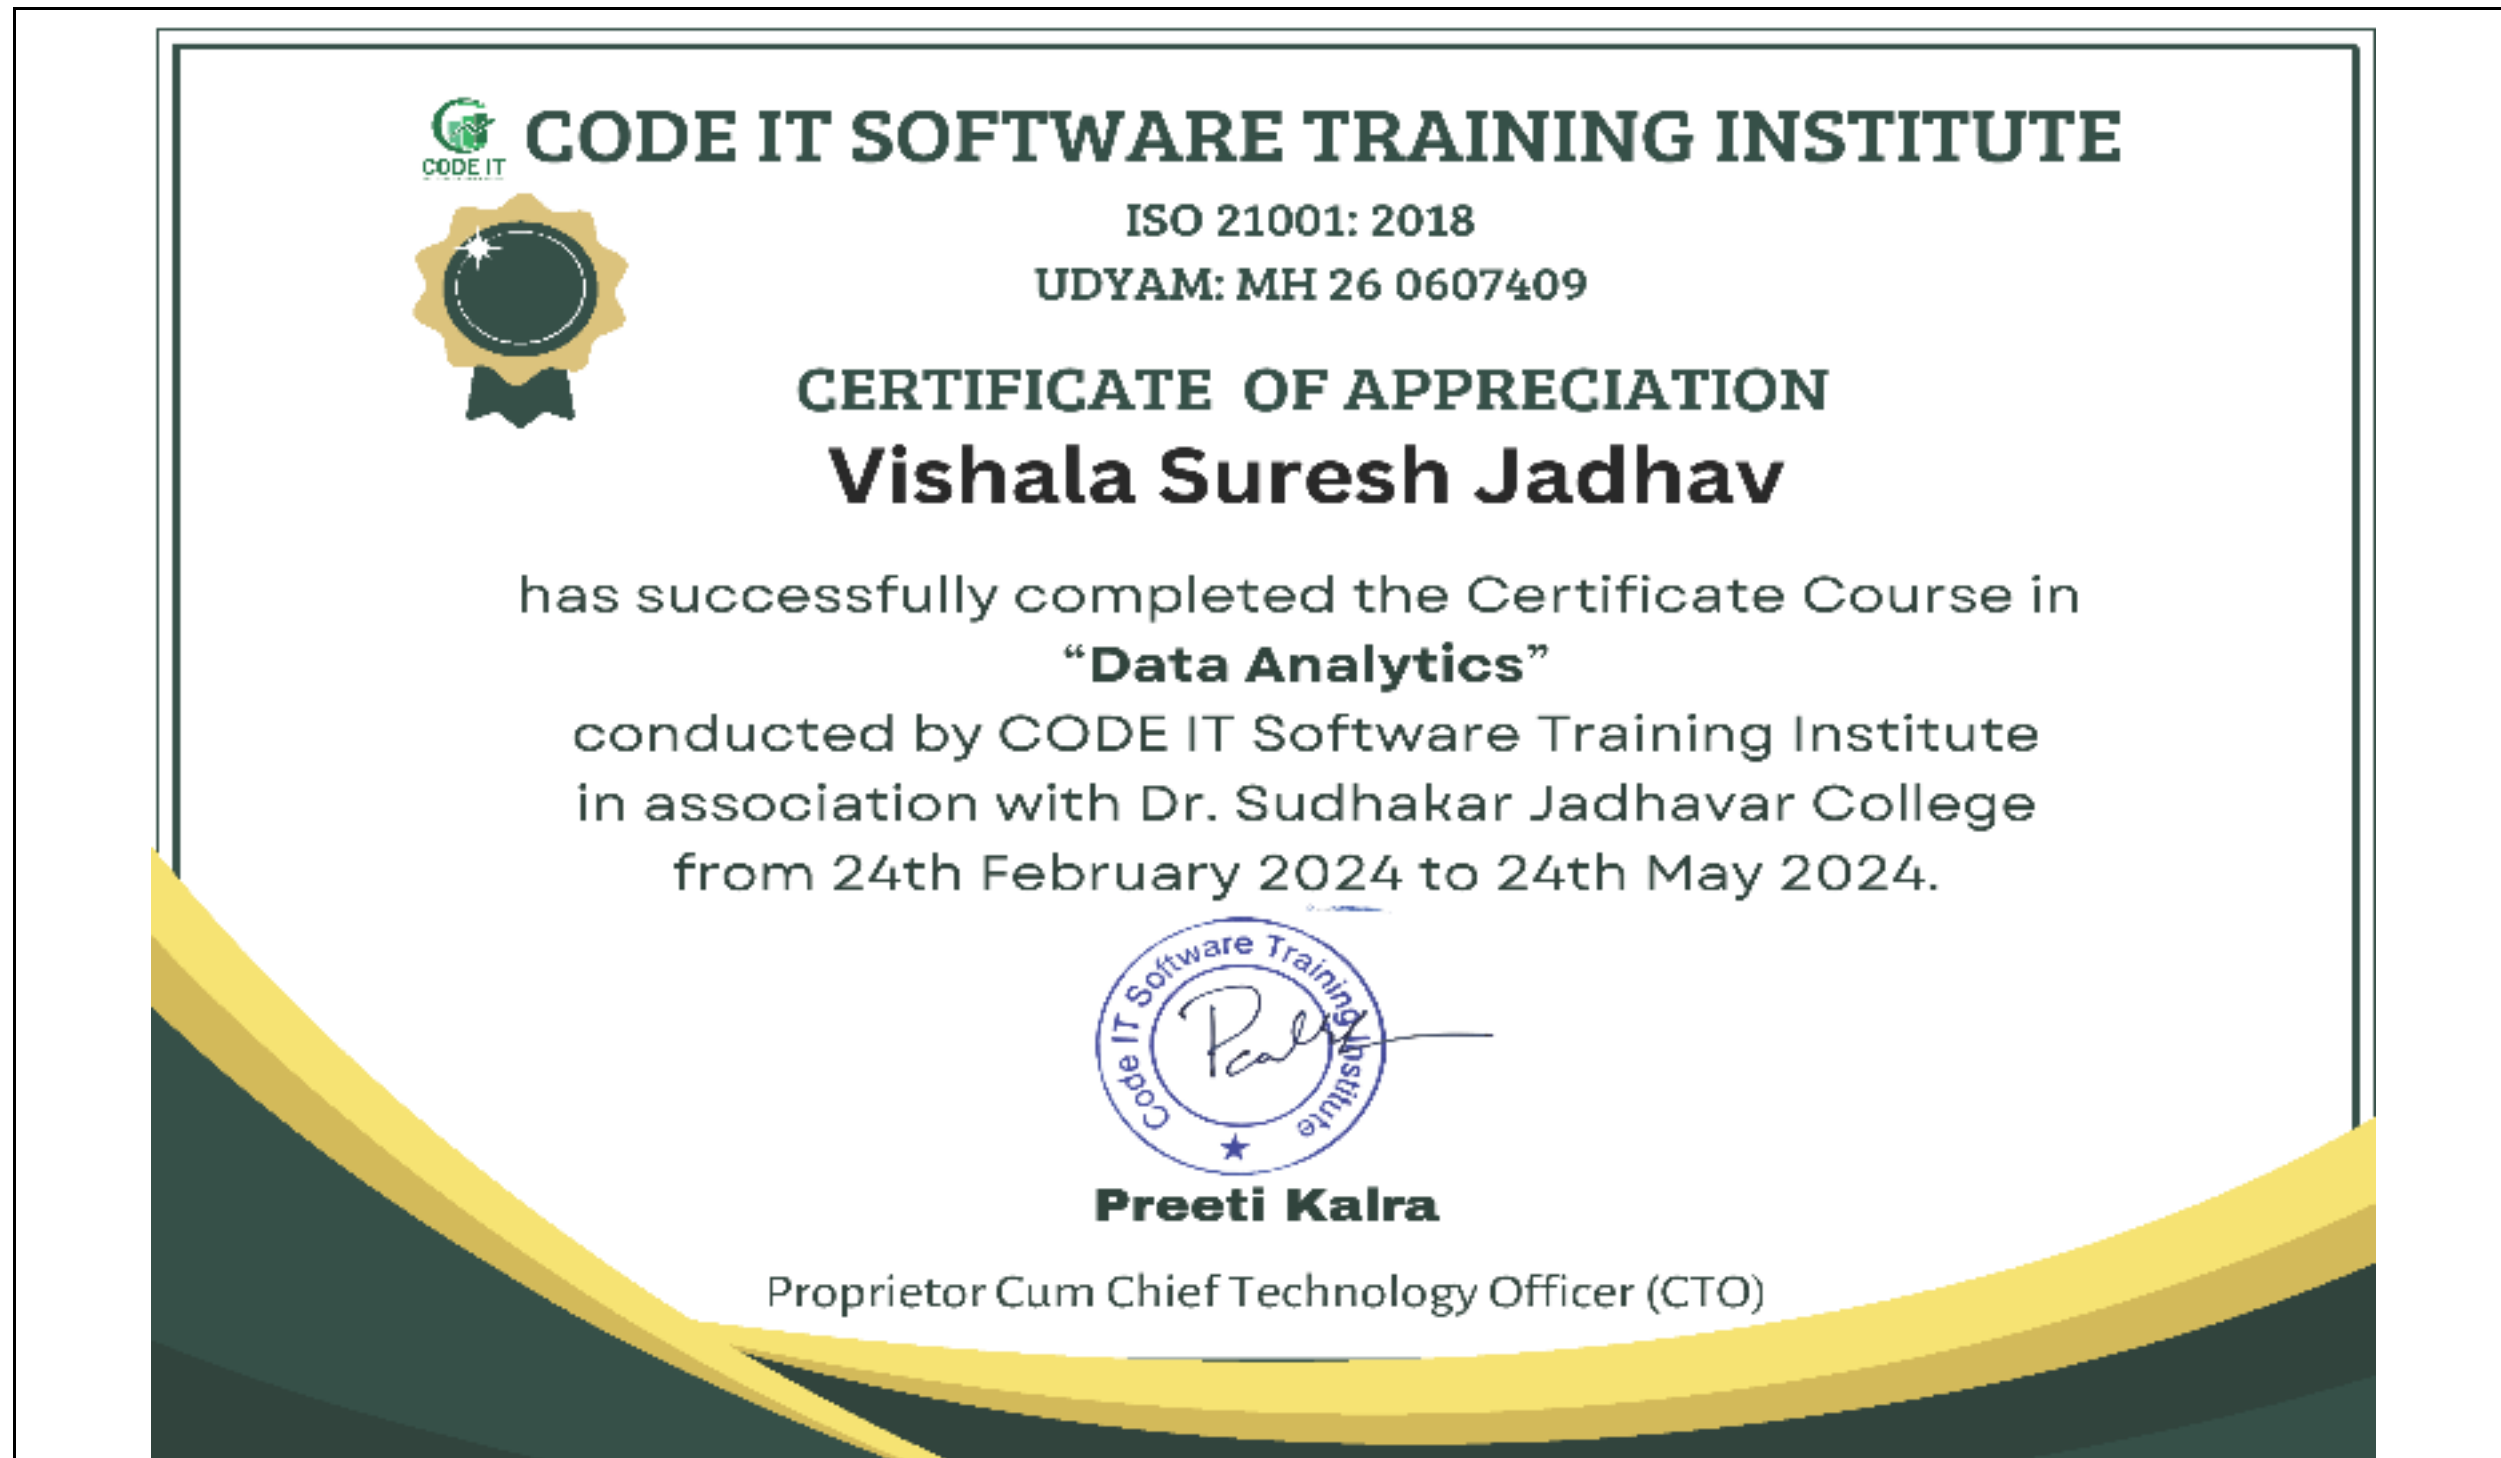 CODE IT
CODE IT SOFTWARE TRAINING INSTITUTE
ISO 21001: 2018
UDYAM: MH 26 0607409
CERTIFICATE OF APPRECIATION
Vishala Suresh Jadhav
has successfully completed the Certificate Course in
“Data Analytics”
conducted by CODE IT Software Training Institute
in association with Dr. Sudhakar Jadhavar College
from 24th February 2024 to 24th May 2024.
Code IT Software Training Institute
Preeti Kalra
Proprietor Cum Chief Technology Officer (CTO)